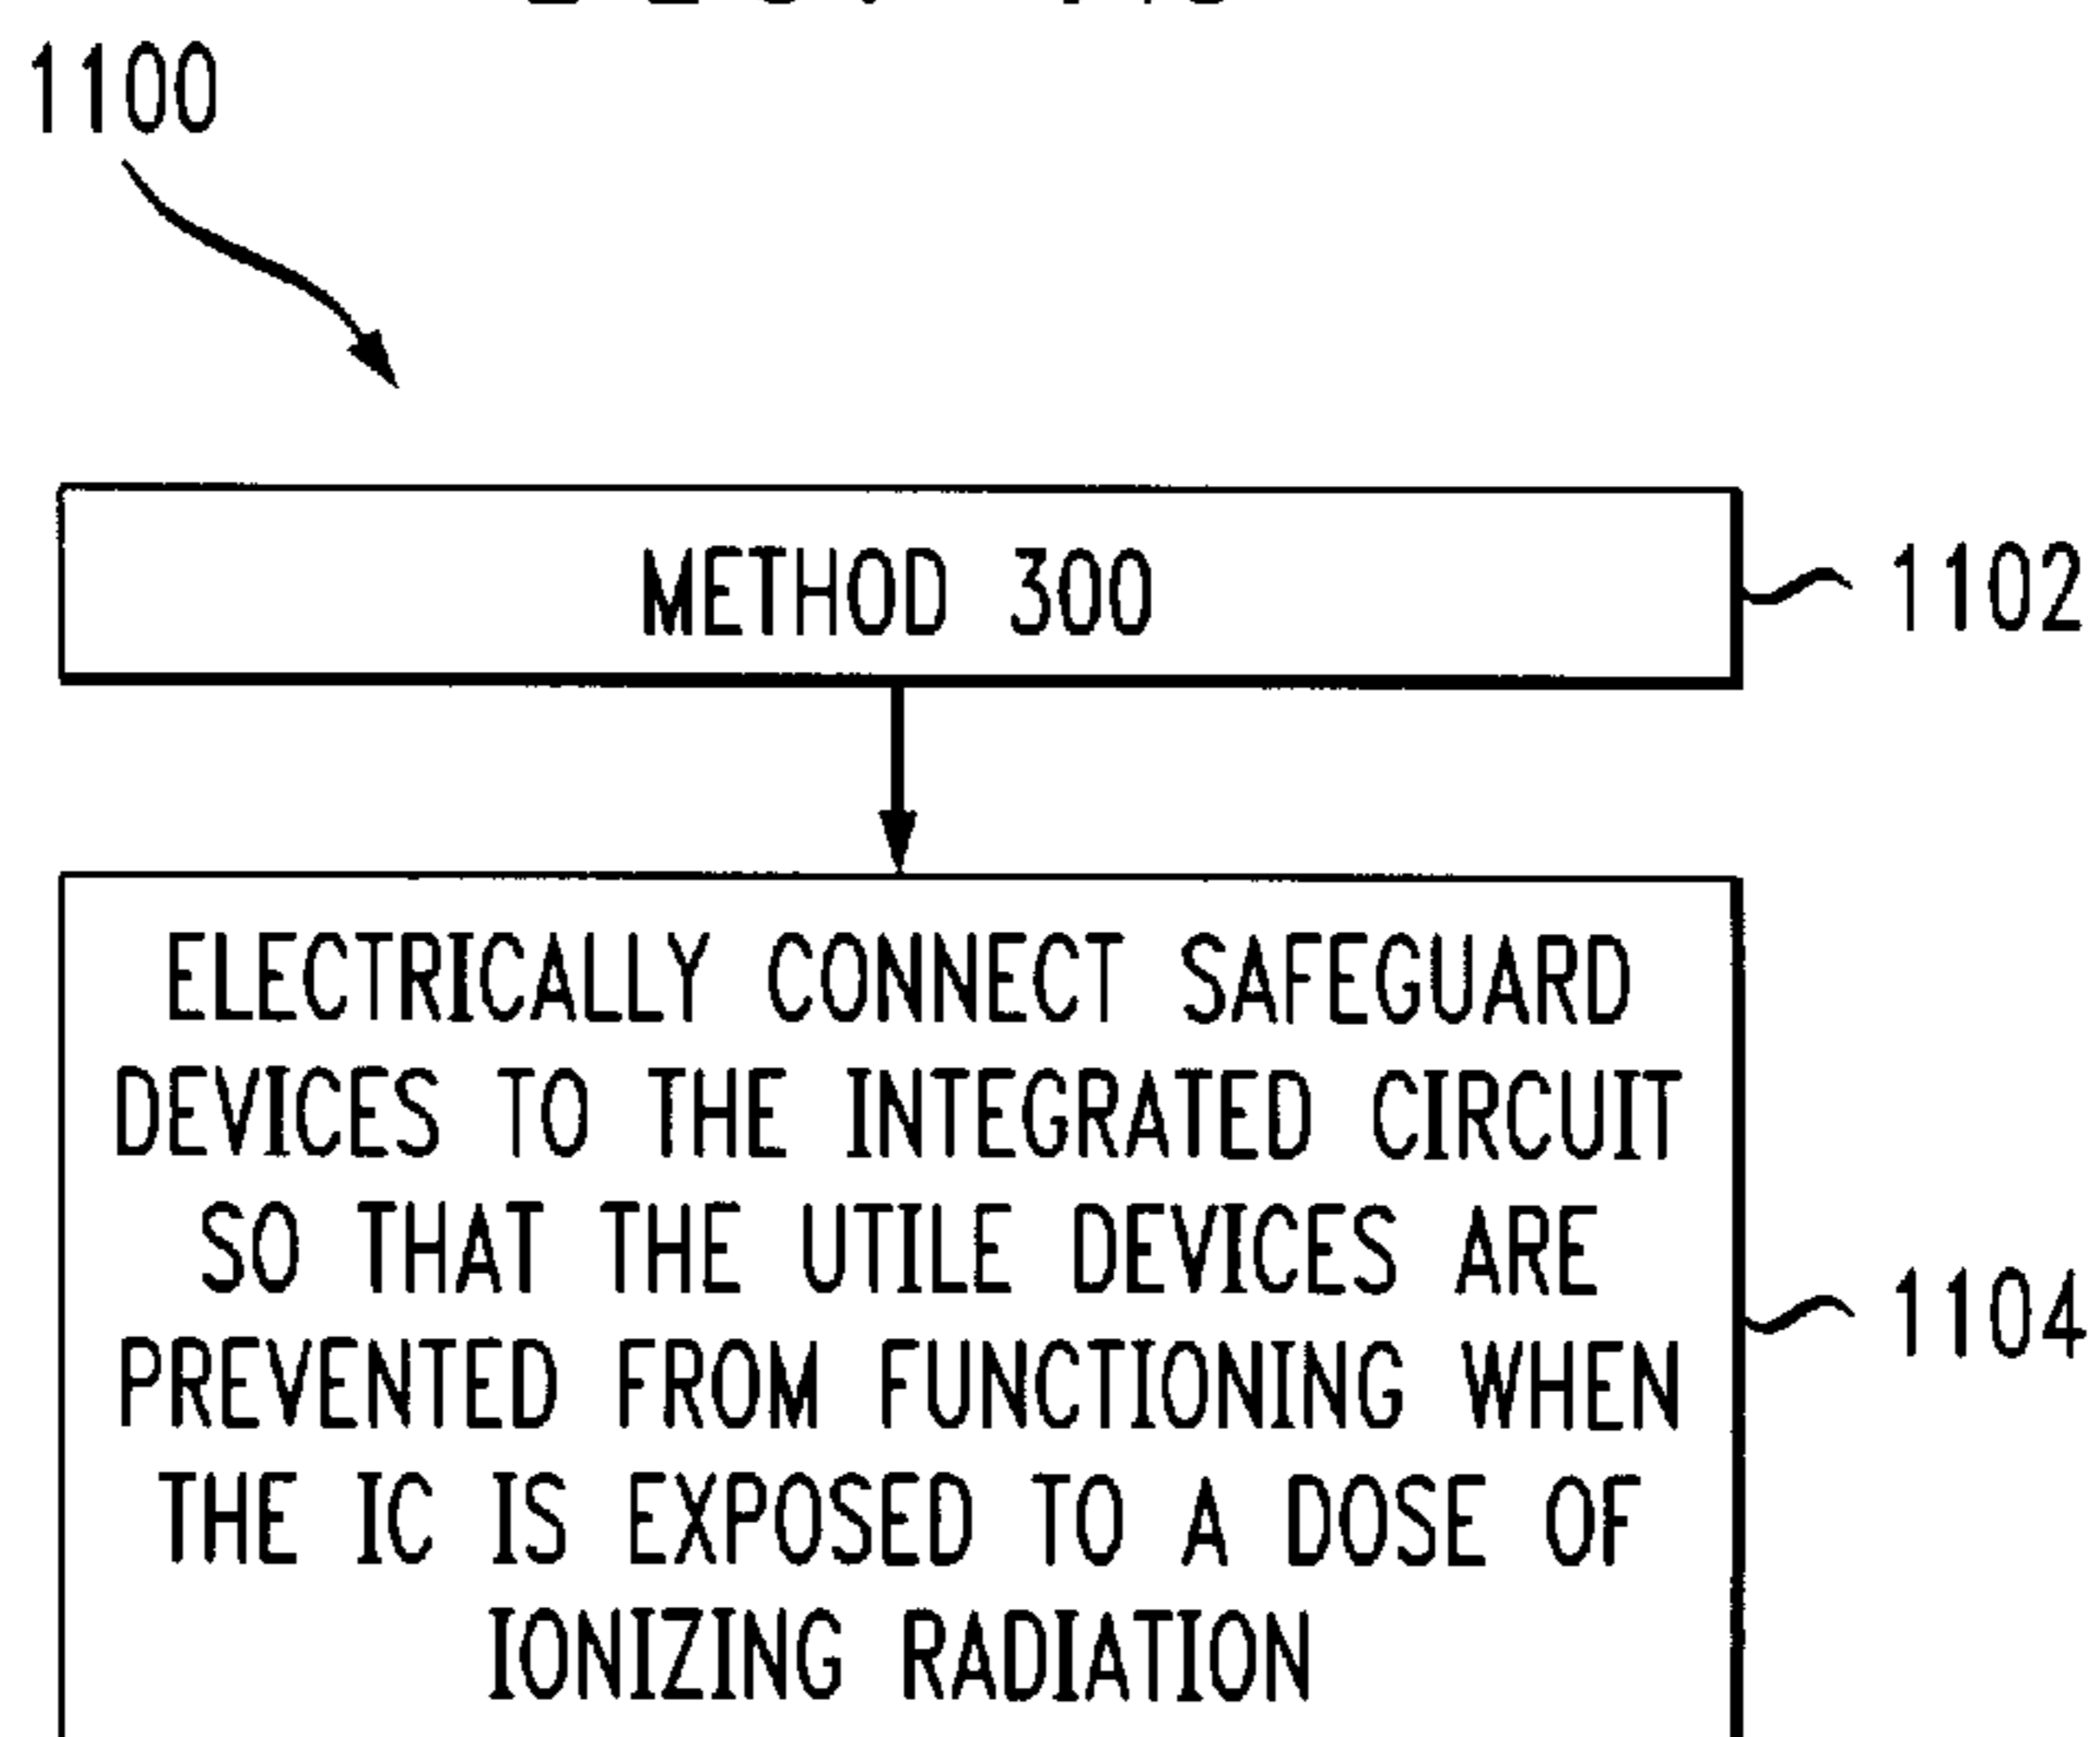 1100
METHOD 300
1102
ELECTRICALLY CONNECT SAFEGUARD
DEVICES TO THE INTEGRATED CIRCUIT
SO THAT THE UTILE DEVICES ARE
PREVENTED FROM FUNCTIONING WHEN
THE IC IS EXPOSED TO A DOSE OF
IONIZING RADIATION
1104